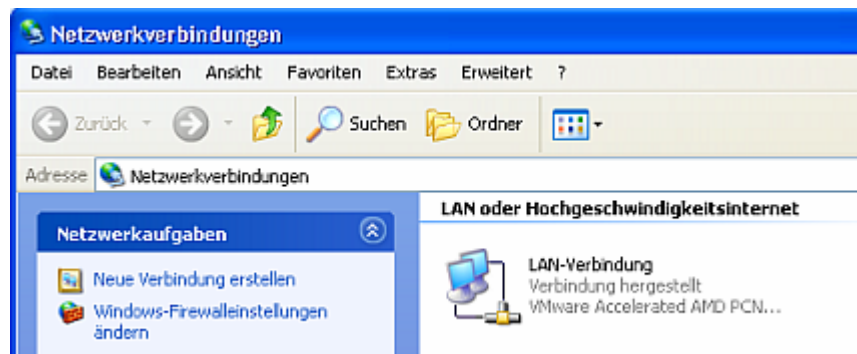 Netzwerkverbindungen
Datei Bearbeiten Ansicht Favoriten Extras Erweitert ?
Zurück Suchen Ordner
Adresse Netzwerkverbindungen
Netzwerkaufgaben
Neue Verbindung erstellen
Windows-Firewalleinstellungen
ändern
LAN oder Hochgeschwindigkeitsinternet
LAN-Verbindung
Verbindung hergestellt
VMware Accelerated AMD PCN...